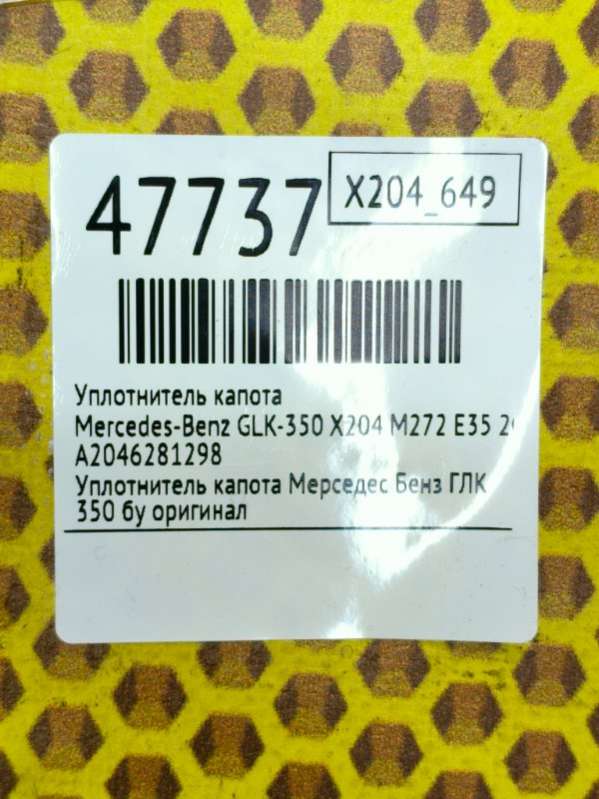 47737
X204_649
Уплотнитель капота
Mercedes-Benz GLK-350 X204 M272 E35
A2046281298
Уплотнитель капота Мерседес Бенз ГЛК
350 бу оригинал